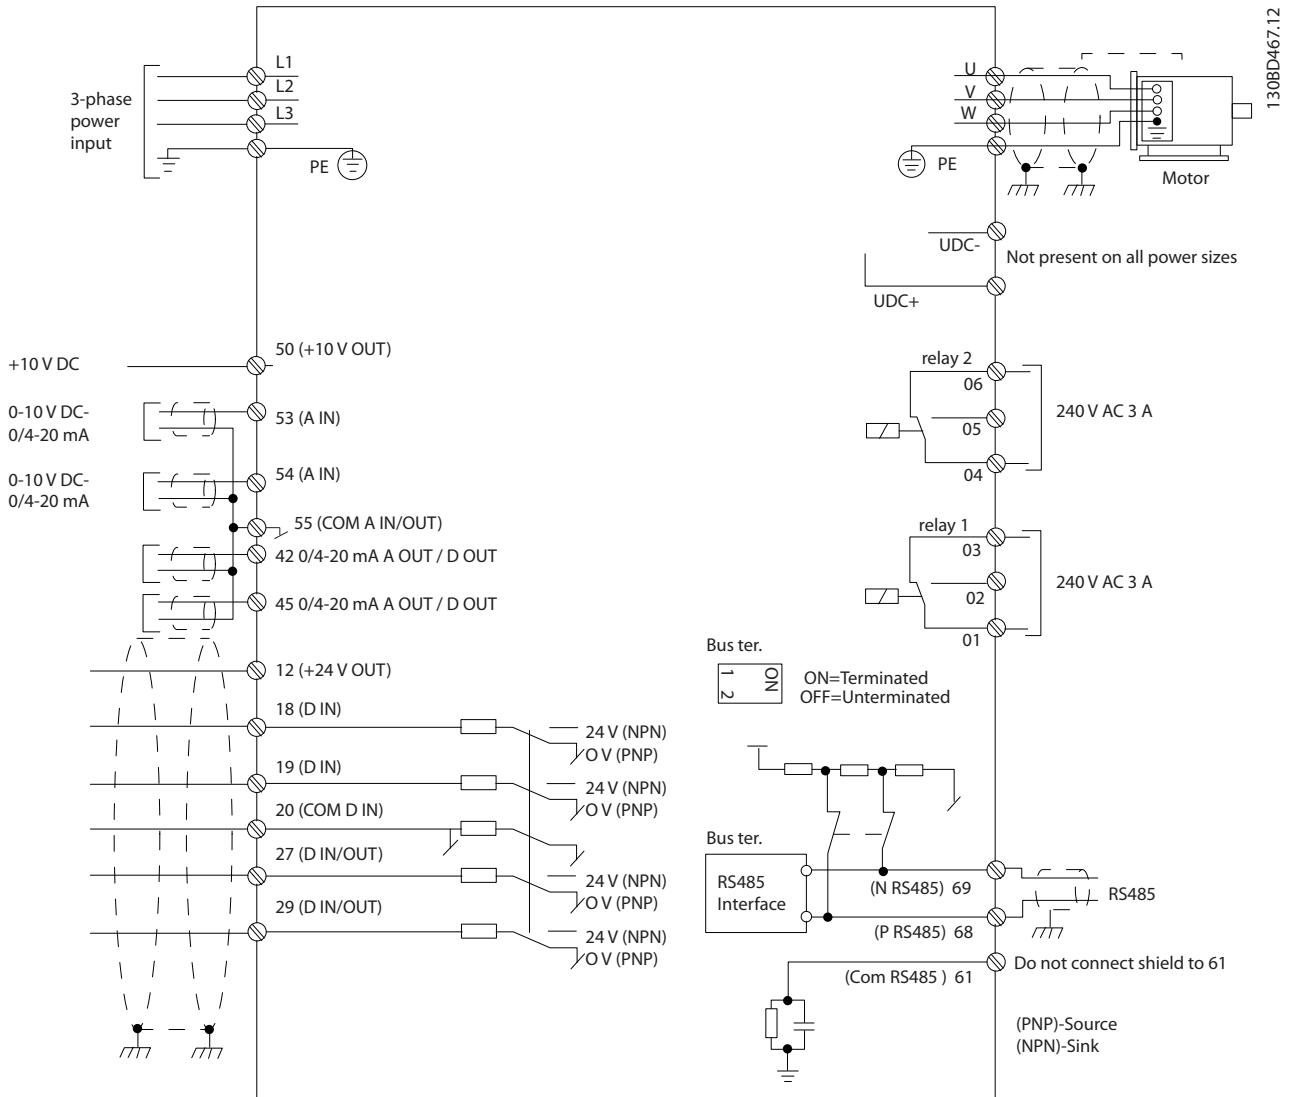 130BD467.12
L1
L2
L3
3-phase
power
input
PE
U
V
W
PE
Motor
UDC-
Not present on all power sizes
UDC+
+10 V DC
50 (+10 V OUT)
0-10 V DC-
0/4-20 mA
53 (A IN)
0-10 V DC-
0/4-20 mA
54 (A IN)
55 (COM A IN/OUT)
42 0/4-20 mA A OUT / D OUT
45 0/4-20 mA A OUT / D OUT
relay 2
06
05
04
240 V AC 3 A
relay 1
03
02
01
240 V AC 3 A
12 (+24 V OUT)
18 (D IN)
24 V (NPN)
O V (PNP)
19 (D IN)
24 V (NPN)
O V (PNP)
20 (COM D IN)
27 (D IN/OUT)
24 V (NPN)
O V (PNP)
29 (D IN/OUT)
24 V (NPN)
O V (PNP)
Bus ter.
1
2
ON
ON=Terminated
OFF=Unterminated
Bus ter.
RS485
Interface
(N RS485) 69
RS485
(P RS485) 68
(Com RS485 ) 61
Do not connect shield to 61
(PNP)-Source
(NPN)-Sink